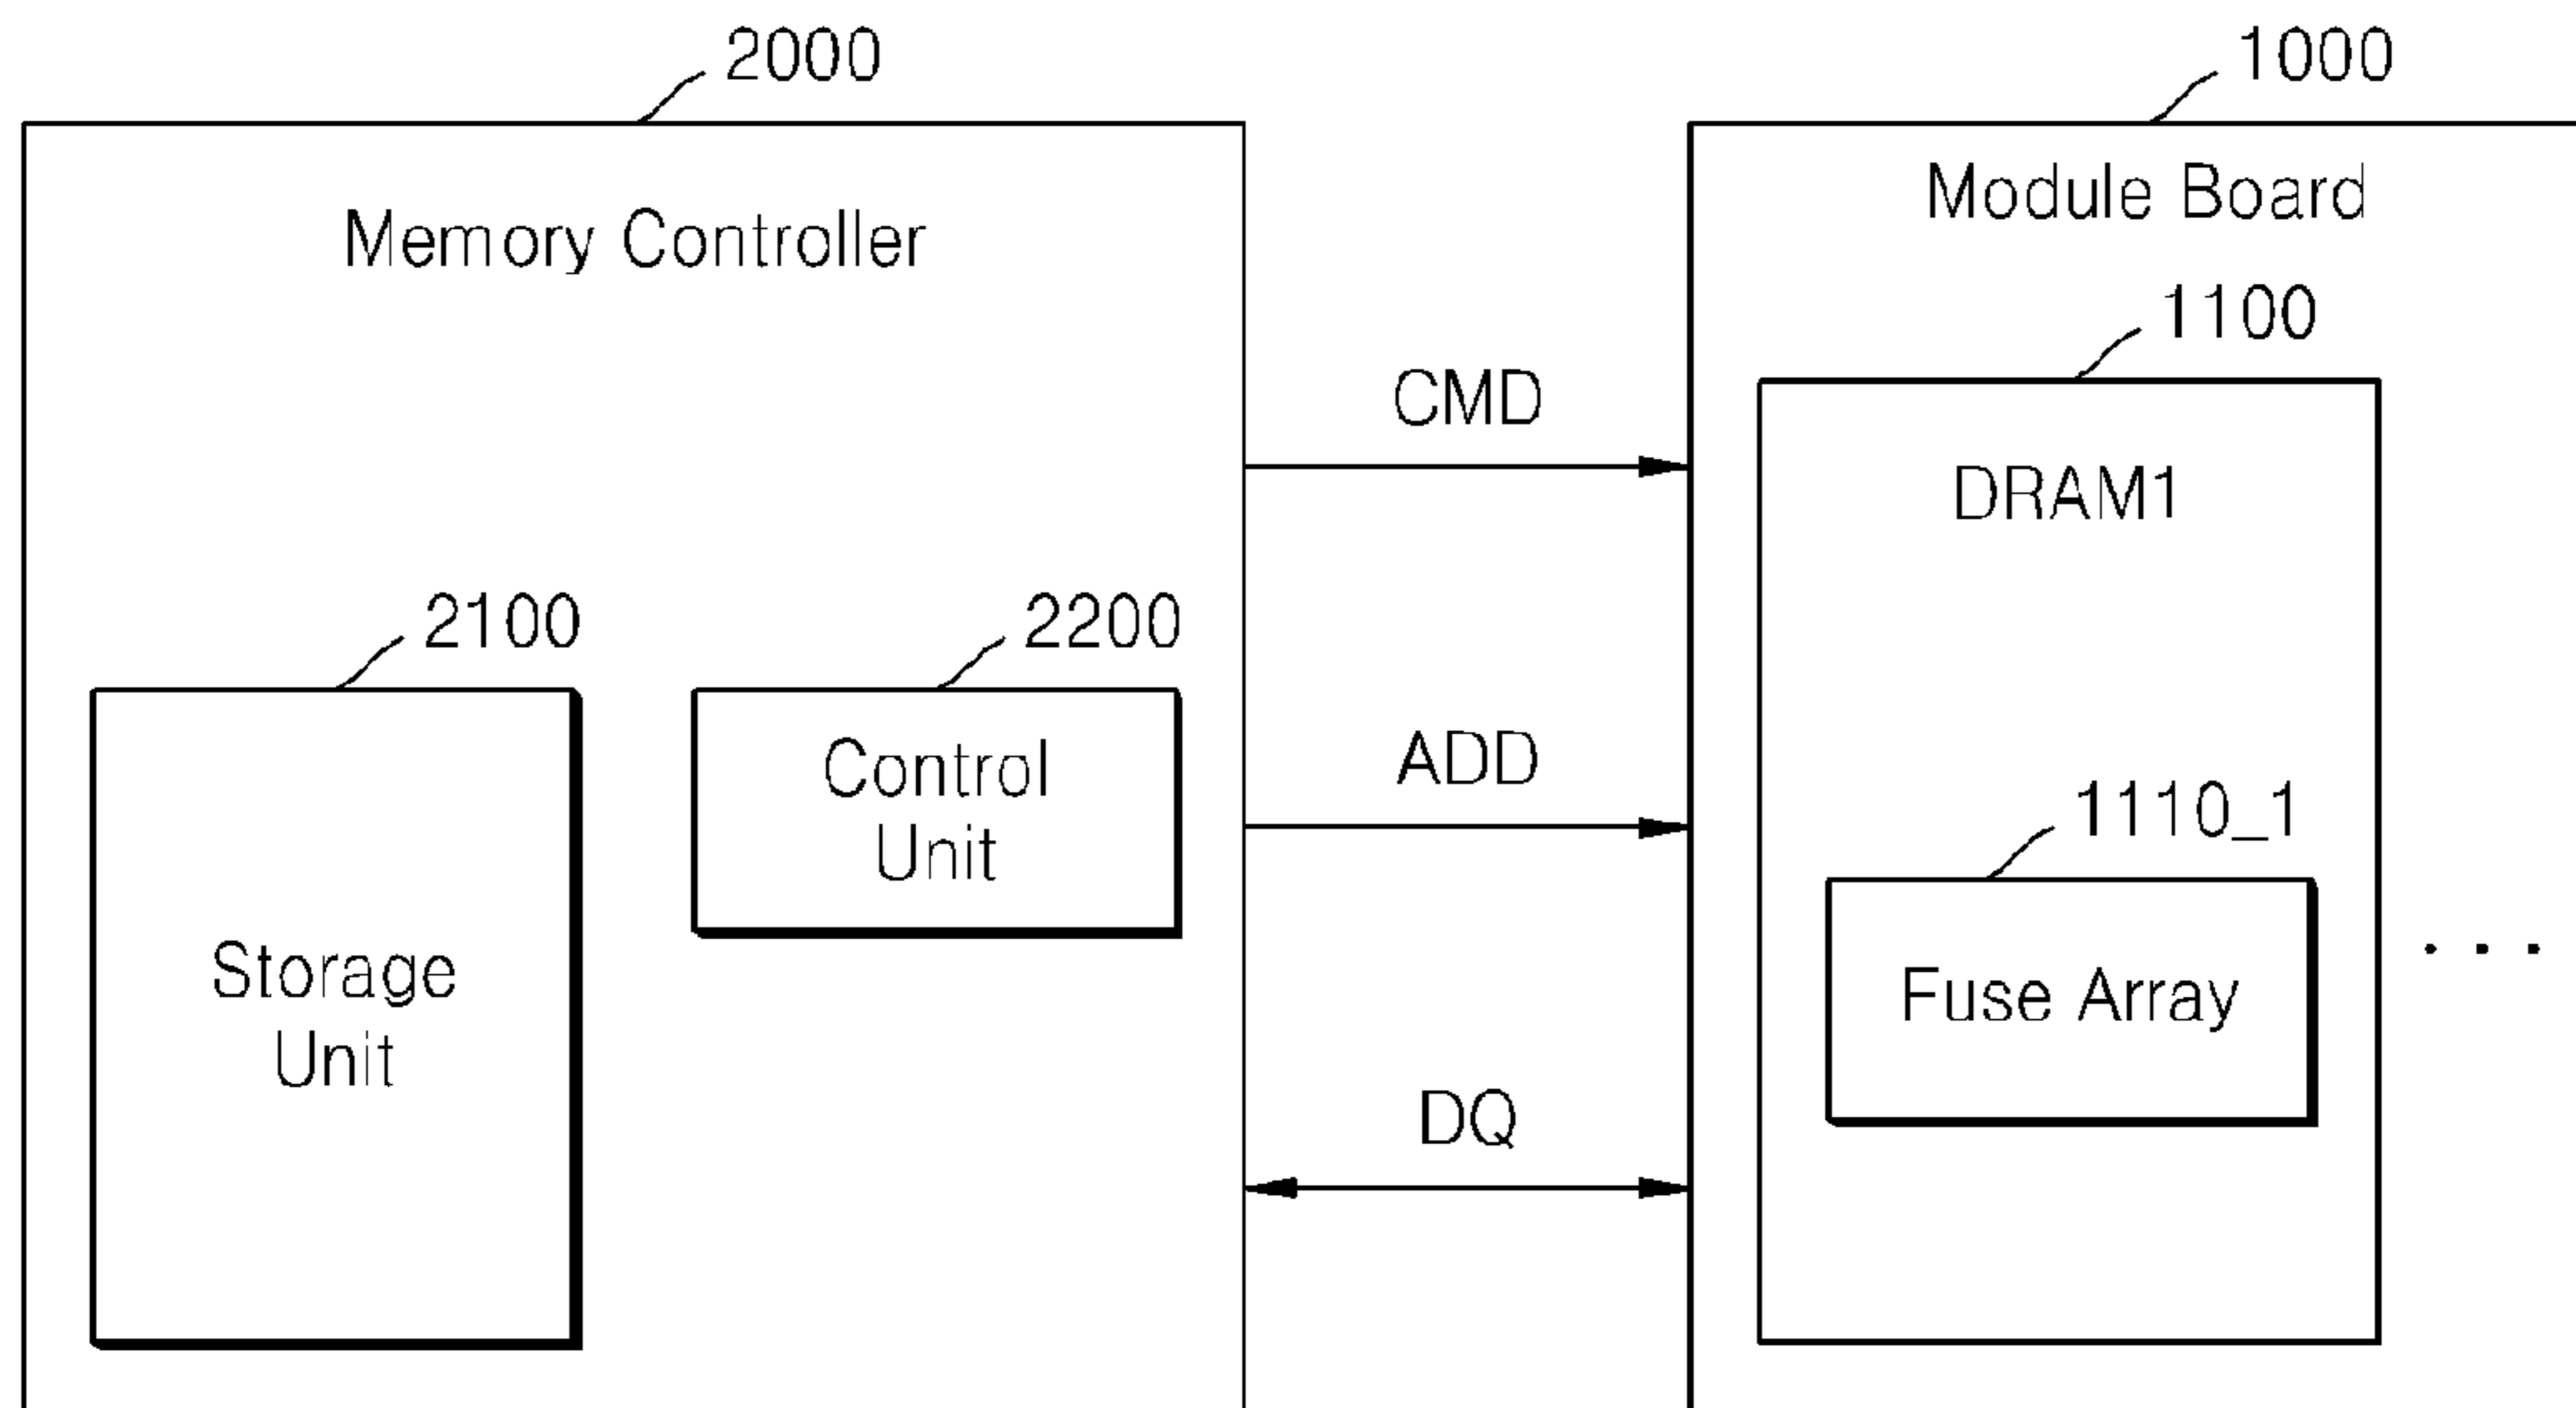 2000
Memory Controller
2100
Storage
Unit
2200
Control
Unit
CMD
ADD
DQ
1000
Module Board
1100
DRAM1
1110_1
Fuse Array
. . .